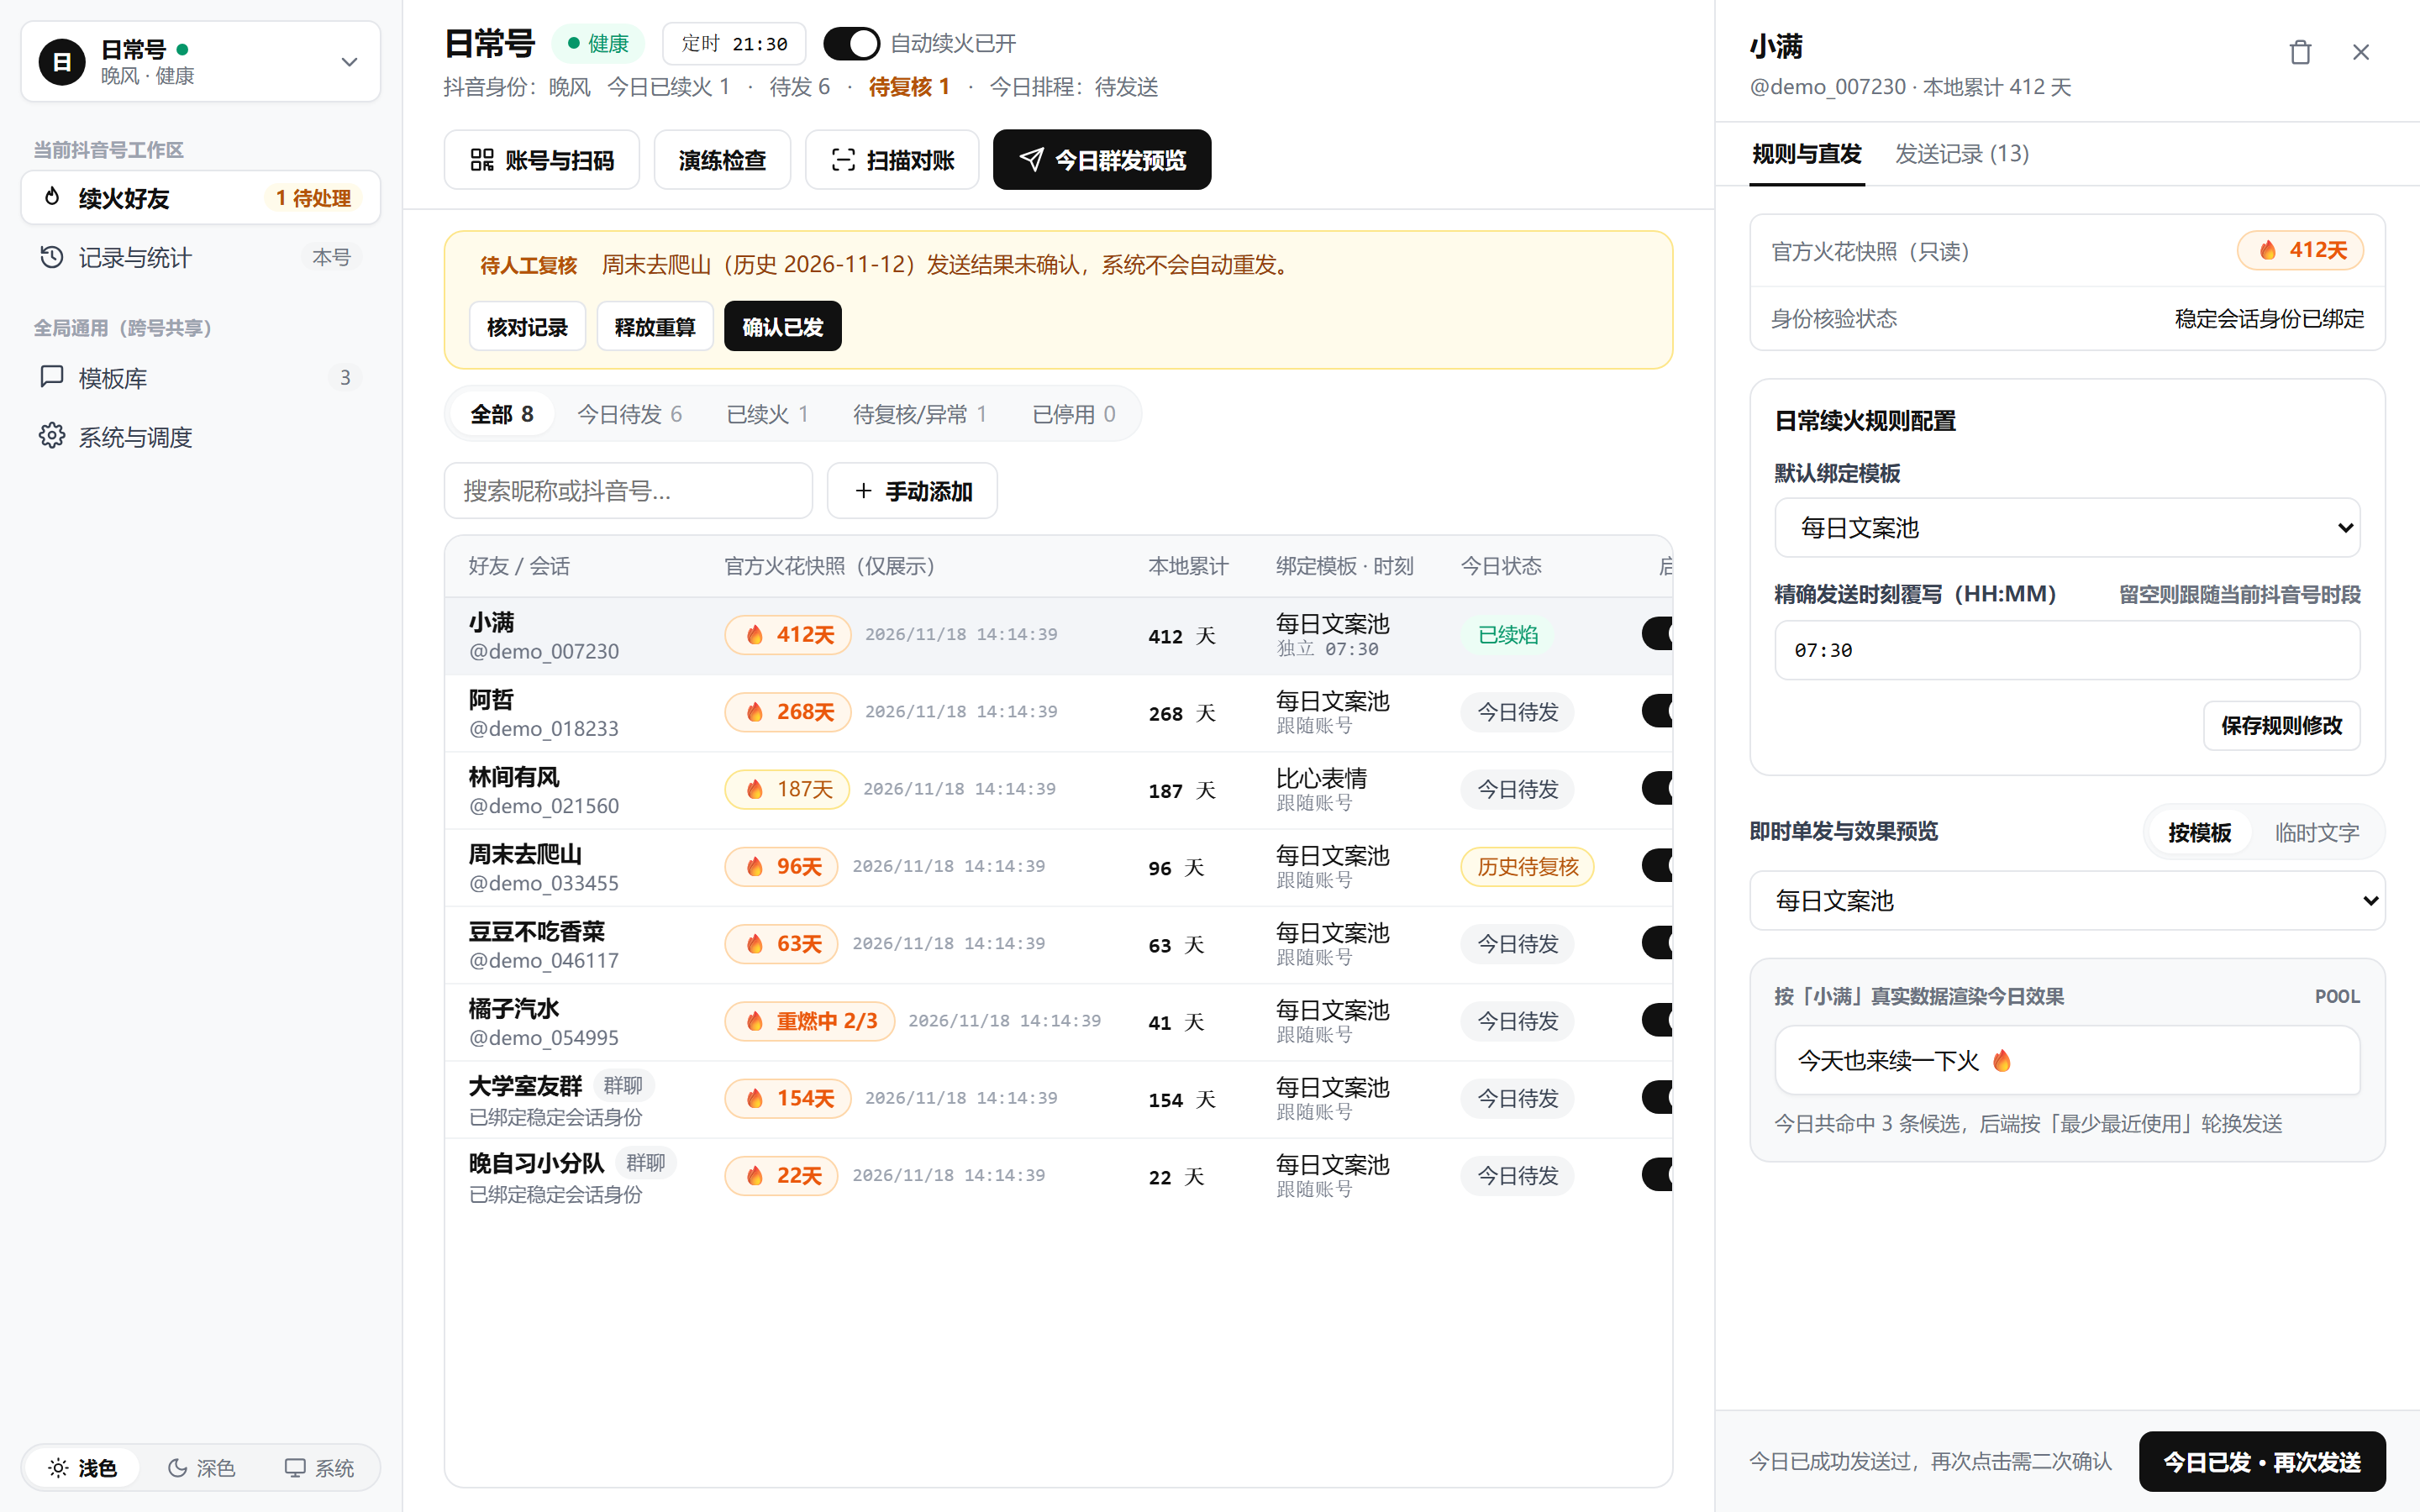 日
日常号
晚风 · 健康
当前抖音号工作区
续火好友
1 待处理
记录与统计
本号
全局通用（跨号共享）
模板库
3
系统与调度
浅色
深色
系统
日常号
健康
定时 21:30
自动续火已开
抖音身份：晚风 今日已续火 1 · 待发 6 · 待复核 1 · 今日排程：待发送
账号与扫码
演练检查
扫描对账
今日群发预览
待人工复核 周末去爬山（历史 2026-11-12）发送结果未确认，系统不会自动重发。
核对记录
释放重算
确认已发
全部 8
今日待发 6
已续火 1
待复核/异常 1
已停用 0
搜索昵称或抖音号...
手动添加
好友 / 会话 官方火花快照（仅展示） 本地累计 绑定模板 · 时刻 今日状态
小满
@demo_007230
🔥 412天 2026/11/18 14:14:39
412 天
每日文案池
独立 07:30
已续焰
阿哲
@demo_018233
🔥 268天 2026/11/18 14:14:39
268 天
每日文案池
跟随账号
今日待发
林间有风
@demo_021560
🔥 187天 2026/11/18 14:14:39
187 天
比心表情
跟随账号
今日待发
周末去爬山
@demo_033455
🔥 96天 2026/11/18 14:14:39
96 天
每日文案池
跟随账号
历史待复核
豆豆不吃香菜
@demo_046117
🔥 63天 2026/11/18 14:14:39
63 天
每日文案池
跟随账号
今日待发
橘子汽水
@demo_054995
🔥 重燃中 2/3 2026/11/18 14:14:39
41 天
每日文案池
跟随账号
今日待发
大学室友群 群聊
已绑定稳定会话身份
🔥 154天 2026/11/18 14:14:39
154 天
每日文案池
跟随账号
今日待发
晚自习小分队 群聊
已绑定稳定会话身份
🔥 22天 2026/11/18 14:14:39
22 天
每日文案池
跟随账号
今日待发
小满
@demo_007230 · 本地累计 412 天
规则与直发
发送记录 (13)
官方火花快照（只读）
🔥 412天
身份核验状态
稳定会话身份已绑定
日常续火规则配置
默认绑定模板
每日文案池
精确发送时刻覆写（HH:MM）
留空则跟随当前抖音号时段
07:30
保存规则修改
即时单发与效果预览
按模板
临时文字
每日文案池
按「小满」真实数据渲染今日效果
POOL
今天也来续一下火 🔥
今日共命中 3 条候选，后端按「最少最近使用」轮换发送
今日已成功发送过，再次点击需二次确认
今日已发 • 再次发送